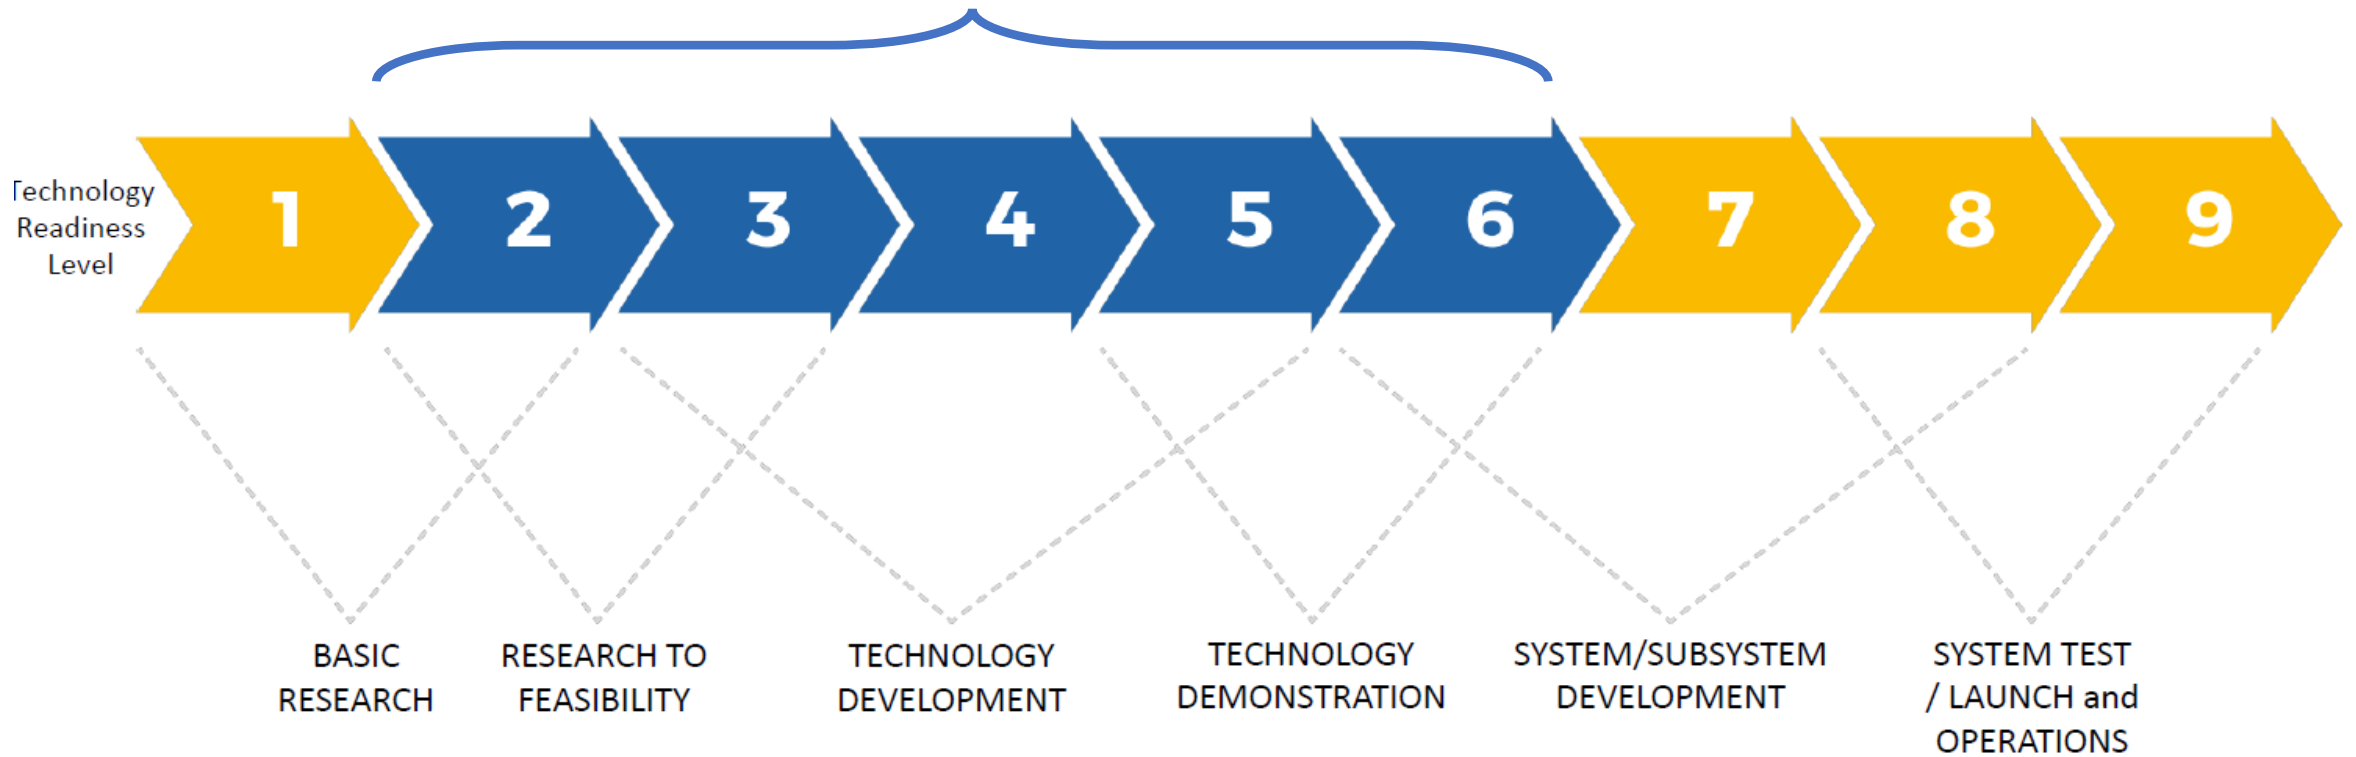 Technology
Readiness
Level
1 2 3 4 5 6 7 8 9
BASIC
RESEARCH
RESEARCH TO
FEASIBILITY
TECHNOLOGY
DEVELOPMENT
TECHNOLOGY
DEMONSTRATION
SYSTEM/SUBSYSTEM
DEVELOPMENT
SYSTEM TEST
/ LAUNCH and
OPERATIONS